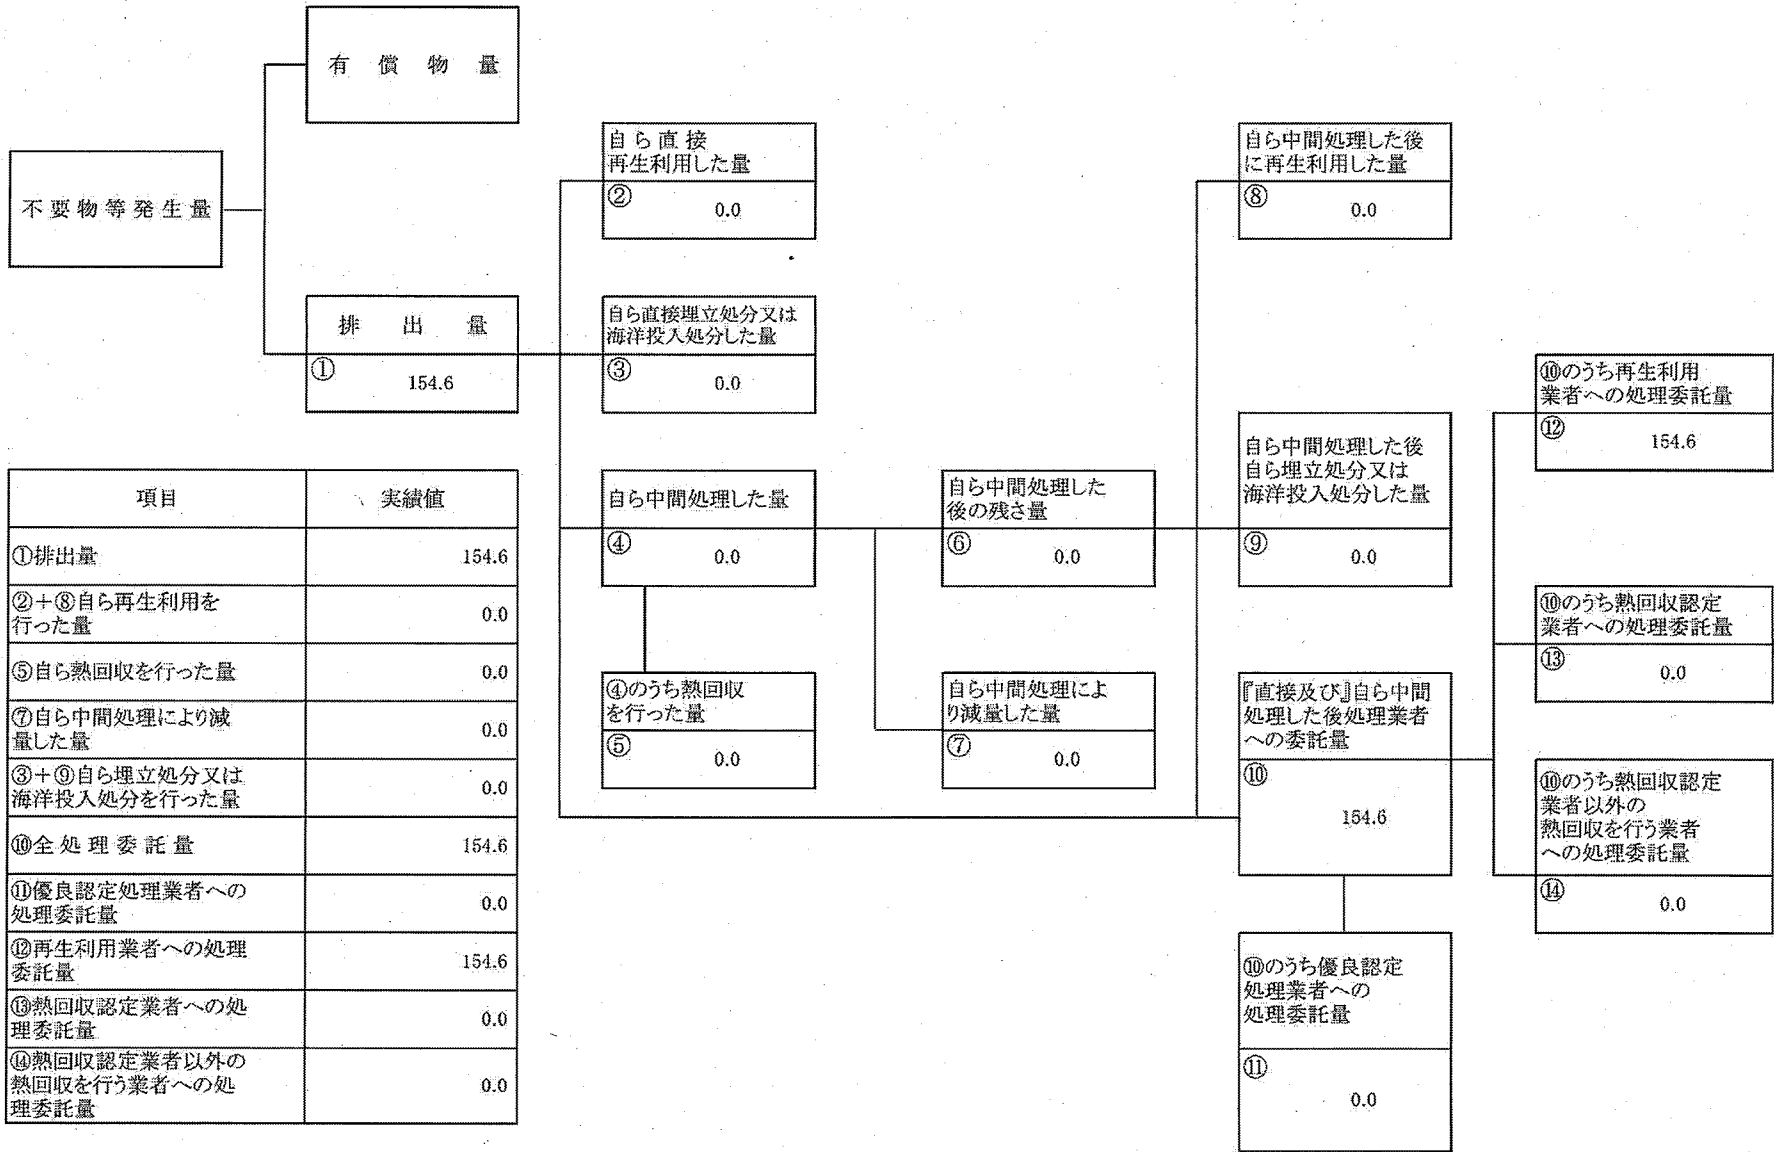 有償物量
不要物等発生量
排出量
①
154.6
自ら直接
再生利用した量
②
0.0
自ら直接埋立処分又は
海洋投入処分した量
③
0.0
自ら中間処理した量
④
0.0
④のうち熱回収
を行った量
⑤
0.0
自ら中間処理した
後の残さ量
⑥
0.0
自ら中間処理によ
り減量した量
⑦
0.0
自ら中間処理した後
に再生利用した量
⑧
0.0
自ら中間処理した後
自ら埋立処分又は
海洋投入処分した量
⑨
0.0
『直接及び』自ら中間
処理した後処理業者
への委託量
⑩
154.6
⑩のうち優良認定
処理業者への
処理委託量
⑪
0.0
⑩のうち再生利用
業者への処理委託量
⑫
154.6
⑩のうち熱回収認定
業者への処理委託量
⑬
0.0
⑩のうち熱回収認定
業者以外の
熱回収を行う業者
への処理委託量
⑭
0.0
項目 実績値
①排出量 154.6
②＋⑧自ら再生利用を
行った量 0.0
⑤自ら熱回収を行った量 0.0
⑦自ら中間処理により減
量した量 0.0
③＋⑨自ら埋立処分又は
海洋投入処分を行った量 0.0
⑩全処理委託量 154.6
⑪優良認定処理業者への
処理委託量 0.0
⑫再生利用業者への処理
委託量 154.6
⑬熱回収認定業者への処
理委託量 0.0
⑭熱回収認定業者以外の
熱回収を行う業者への処
理委託量 0.0